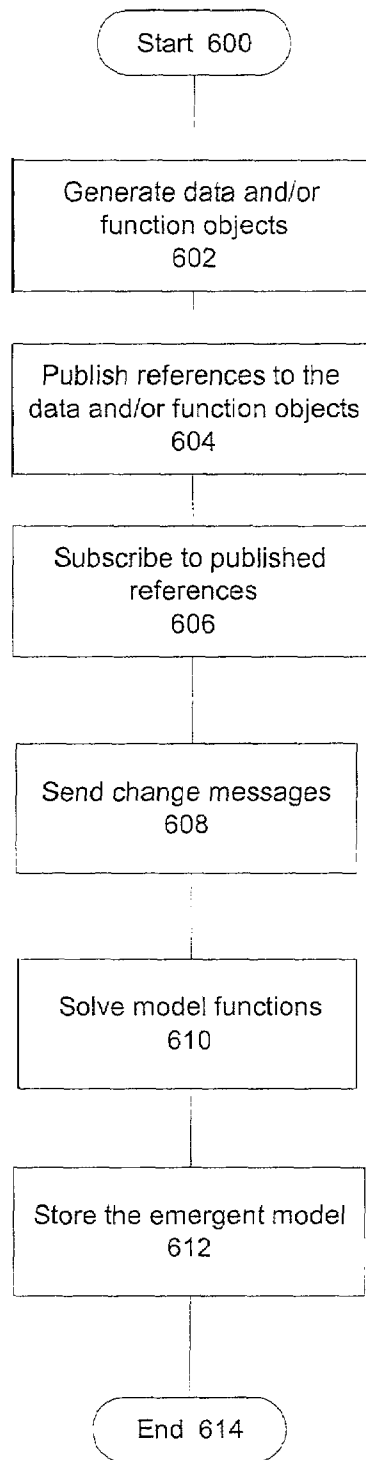 Start 600
Generate data and/or
function objects
602
Publish references to the
data and/or function objects
604
Subscribe to published
references
606
Send change messages
608
Solve model functions
610
Store the emergent model
612
End 614